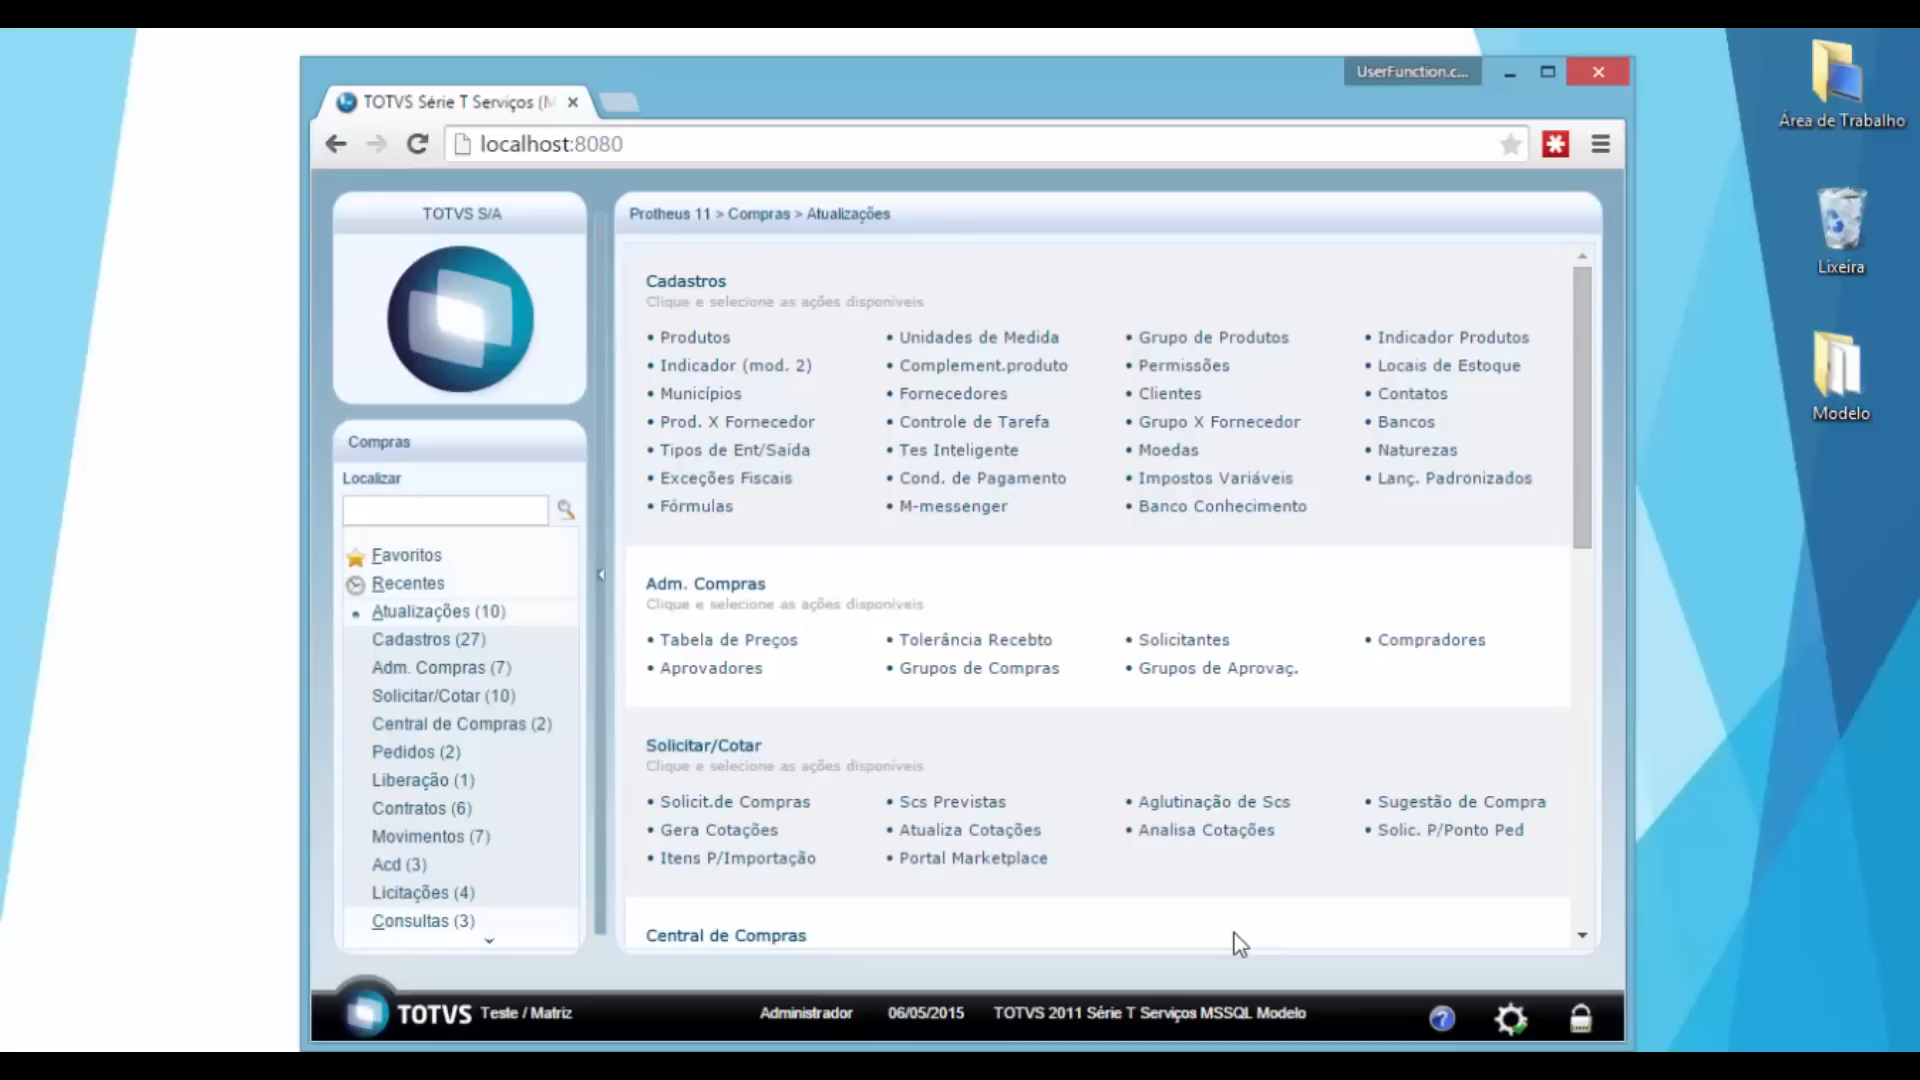 UserFunction.c...
TOTVS Série T Serviços (M
localhost:8080
Área de Trabalho
Lixeira
Modelo
TOTVS S/A
Compras
Localizar
Favoritos
Recentes
Atualizações (10)
Cadastros (27)
Adm. Compras (7)
Solicitar/Cotar (10)
Central de Compras (2)
Pedidos (2)
Liberação (1)
Contratos (6)
Movimentos (7)
Acd (3)
Licitações (4)
Consultas (3)
Protheus 11 > Compras > Atualizações
Cadastros
Clique e selecione as ações disponíveis
• Produtos • Unidades de Medida • Grupo de Produtos • Indicador Produtos
• Indicador (mod. 2) • Complement.produto • Permissões • Locais de Estoque
• Municípios • Fornecedores • Clientes • Contatos
• Prod. X Fornecedor • Controle de Tarefa • Grupo X Fornecedor • Bancos
• Tipos de Ent/Saída • Tes Inteligente • Moedas • Naturezas
• Exceções Fiscais • Cond. de Pagamento • Impostos Variáveis • Lanç. Padronizados
• Fórmulas • M-messenger • Banco Conhecimento
Adm. Compras
Clique e selecione as ações disponíveis
• Tabela de Preços • Tolerância Recebto • Solicitantes • Compradores
• Aprovadores • Grupos de Compras • Grupos de Aprovaç.
Solicitar/Cotar
Clique e selecione as ações disponíveis
• Solicit.de Compras • Scs Previstas • Aglutinação de Scs • Sugestão de Compra
• Gera Cotações • Atualiza Cotações • Analisa Cotações • Solic. P/Ponto Ped
• Itens P/Importação • Portal Marketplace
Central de Compras
TOTVS Teste / Matriz Administrador 06/05/2015 TOTVS 2011 Série T Serviços MSSQL Modelo